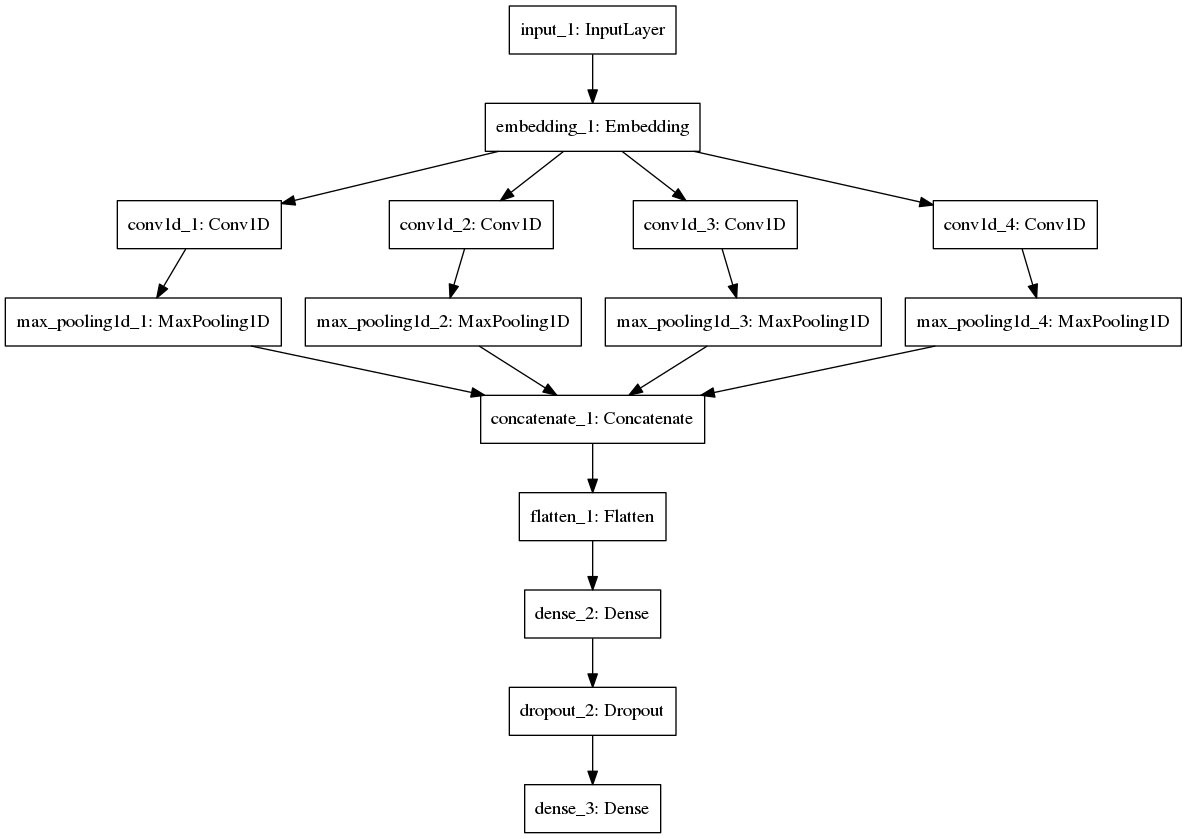 input_1: InputLayer
embedding_1: Embedding
conv1d_1: Conv1D
conv1d_2: Conv1D
conv1d_3: Conv1D
conv1d_4: Conv1D
max_pooling1d_1: MaxPooling1D
max_pooling1d_2: MaxPooling1D
max_pooling1d_3: MaxPooling1D
max_pooling1d_4: MaxPooling1D
concatenate_1: Concatenate
flatten_1: Flatten
dense_2: Dense
dropout_2: Dropout
dense_3: Dense